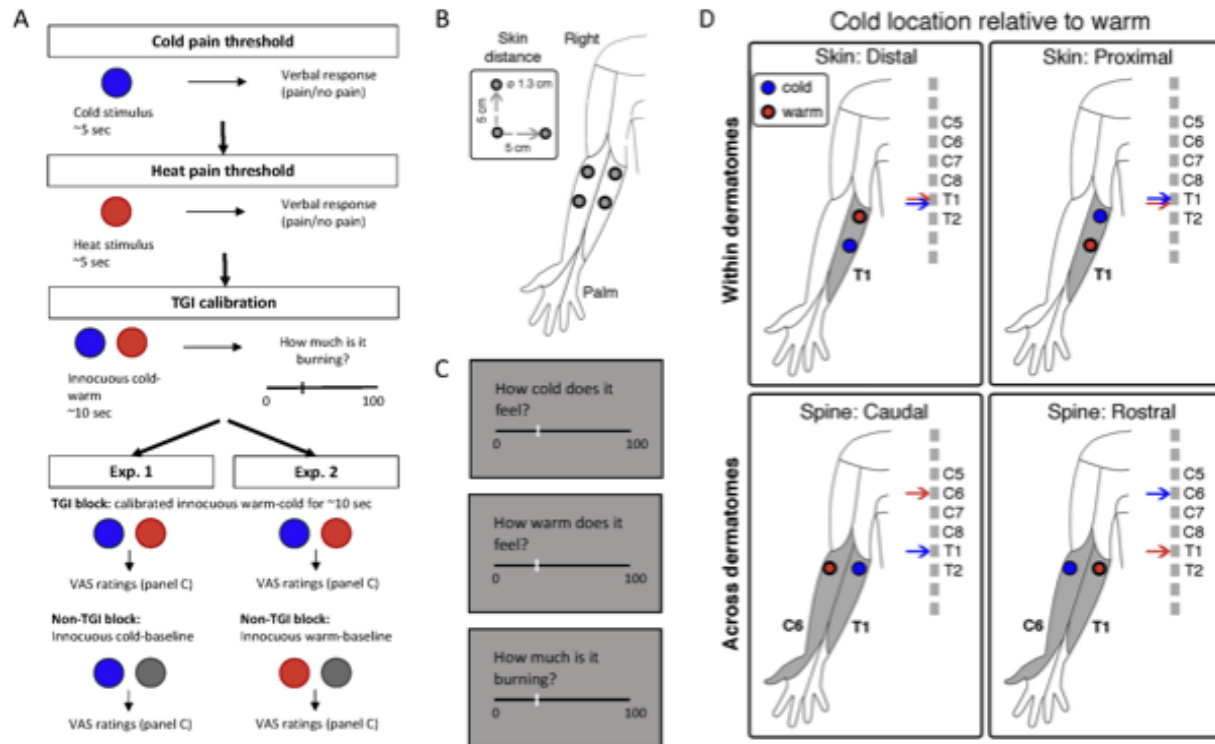 A
Cold pain threshold
Cold stimulus
~5 sec
Verbal response
(pain/no pain)
Heat pain threshold
Heat stimulus
~5 sec
Verbal response
(pain/no pain)
TGI calibration
Innocuous cold-
warm
~10 sec
How much is it
burning?
0 100
Exp. 1
Exp. 2
TGI block: calibrated innocuous warm-cold for ~10 sec
VAS ratings (panel C)
VAS ratings (panel C)
Non-TGI block:
Innocuous cold-baseline
Non-TGI block:
Innocuous warm-baseline
VAS ratings (panel C)
VAS ratings (panel C)
B
Skin
distance
Right
ø 1.3 cm
5 cm
5 cm
Palm
C
How cold does it
feel?
0 100
How warm does it
feel?
0 100
How much is it
burning?
0 100
D
Cold location relative to warm
Within dermatomes
Skin: Distal
cold
warm
C5
C6
C7
C8
T1
T2
T1
Skin: Proximal
C5
C6
C7
C8
T1
T2
T1
Across dermatomes
Spine: Caudal
C5
C6
C7
C8
T1
T2
C6
T1
Spine: Rostral
C5
C6
C7
C8
T1
T2
C6
T1